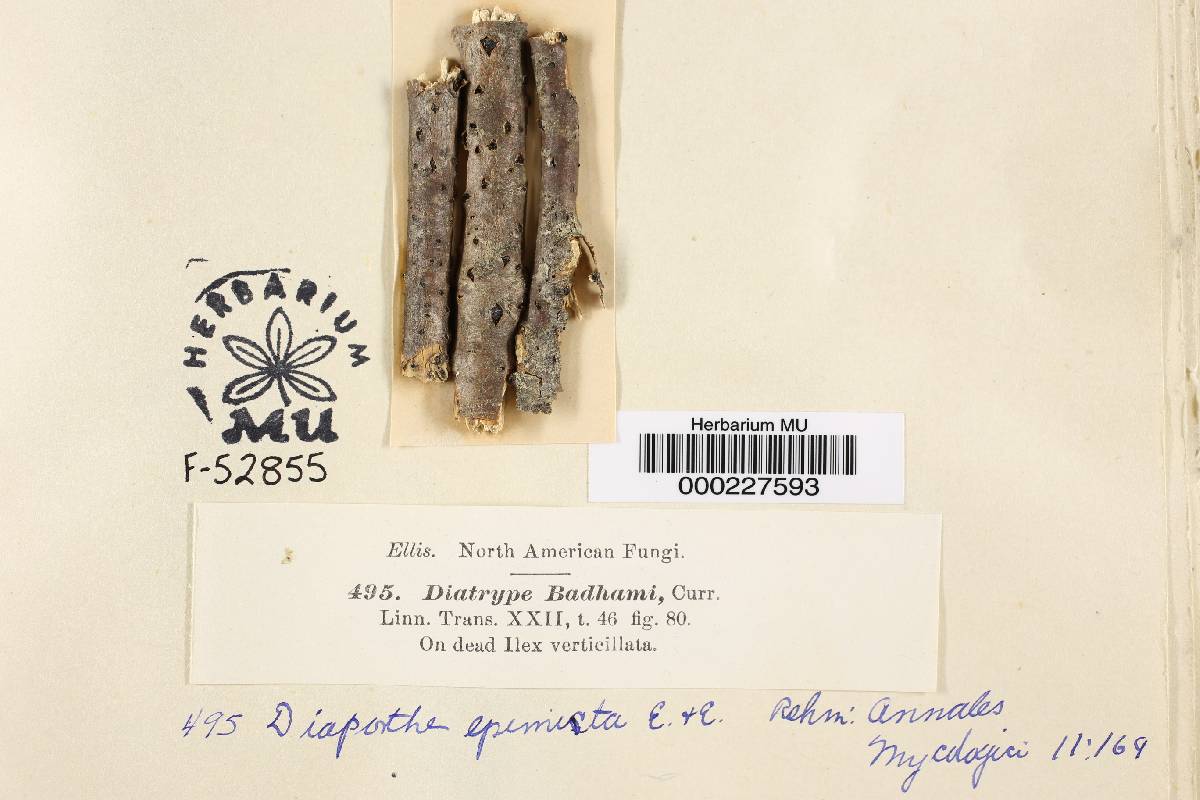 HERBARIUM
MU
F-52855
Herbarium MU
000227593
Ellis. North American Fungi.
495. Diatrype Badhami, Curr.
Linn. Trans. XXII, t. 46 fig. 80.
On dead Ilex verticillata.
495 Diaporthe epimicta E. & E. Rehm: Annales
Mycologici 11:169